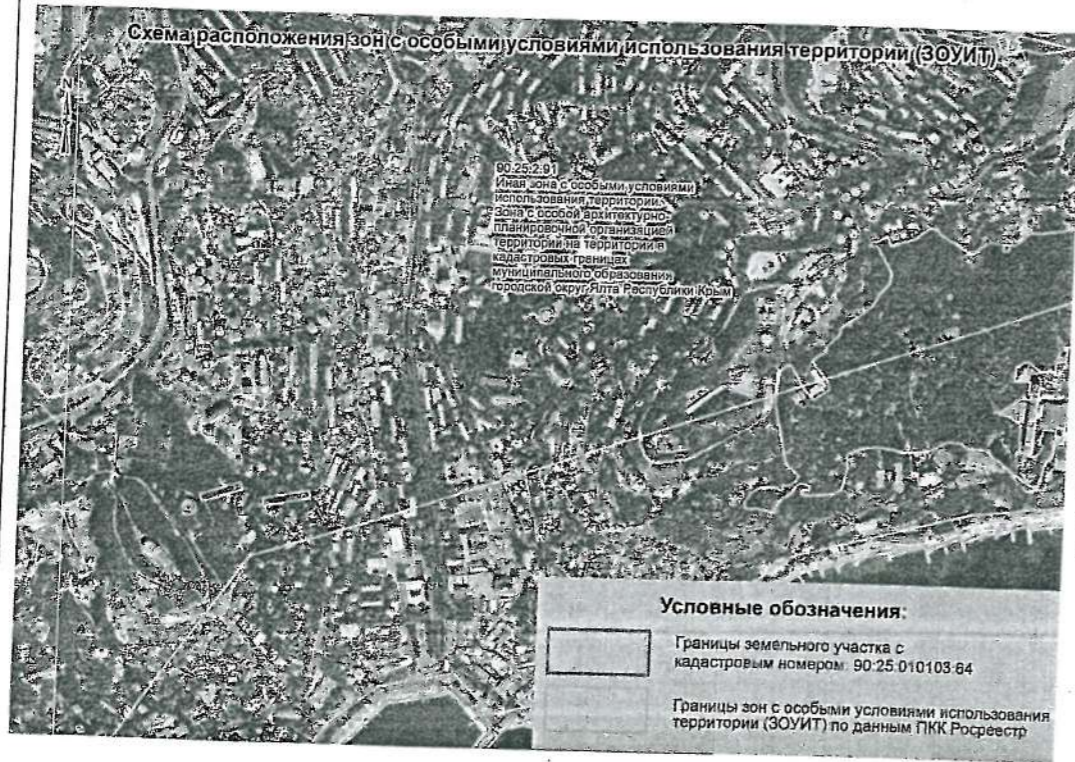 Схема расположения зон с особыми условиями использования территории (ЗОУИТ)
N
90:25:2.91
Иная зона с особыми условиями
использования территории.
Зона с особой архитектурно-
планировочной организацией
территории на территории в
кадастровых границах
муниципального образования
городской округ Ялта Республики Крым
Условные обозначения:
Границы земельного участка с
кадастровым номером: 90:25:010103:64
Границы зон с особыми условиями использования
территории (ЗОУИТ) по данным ПКК Росреестр